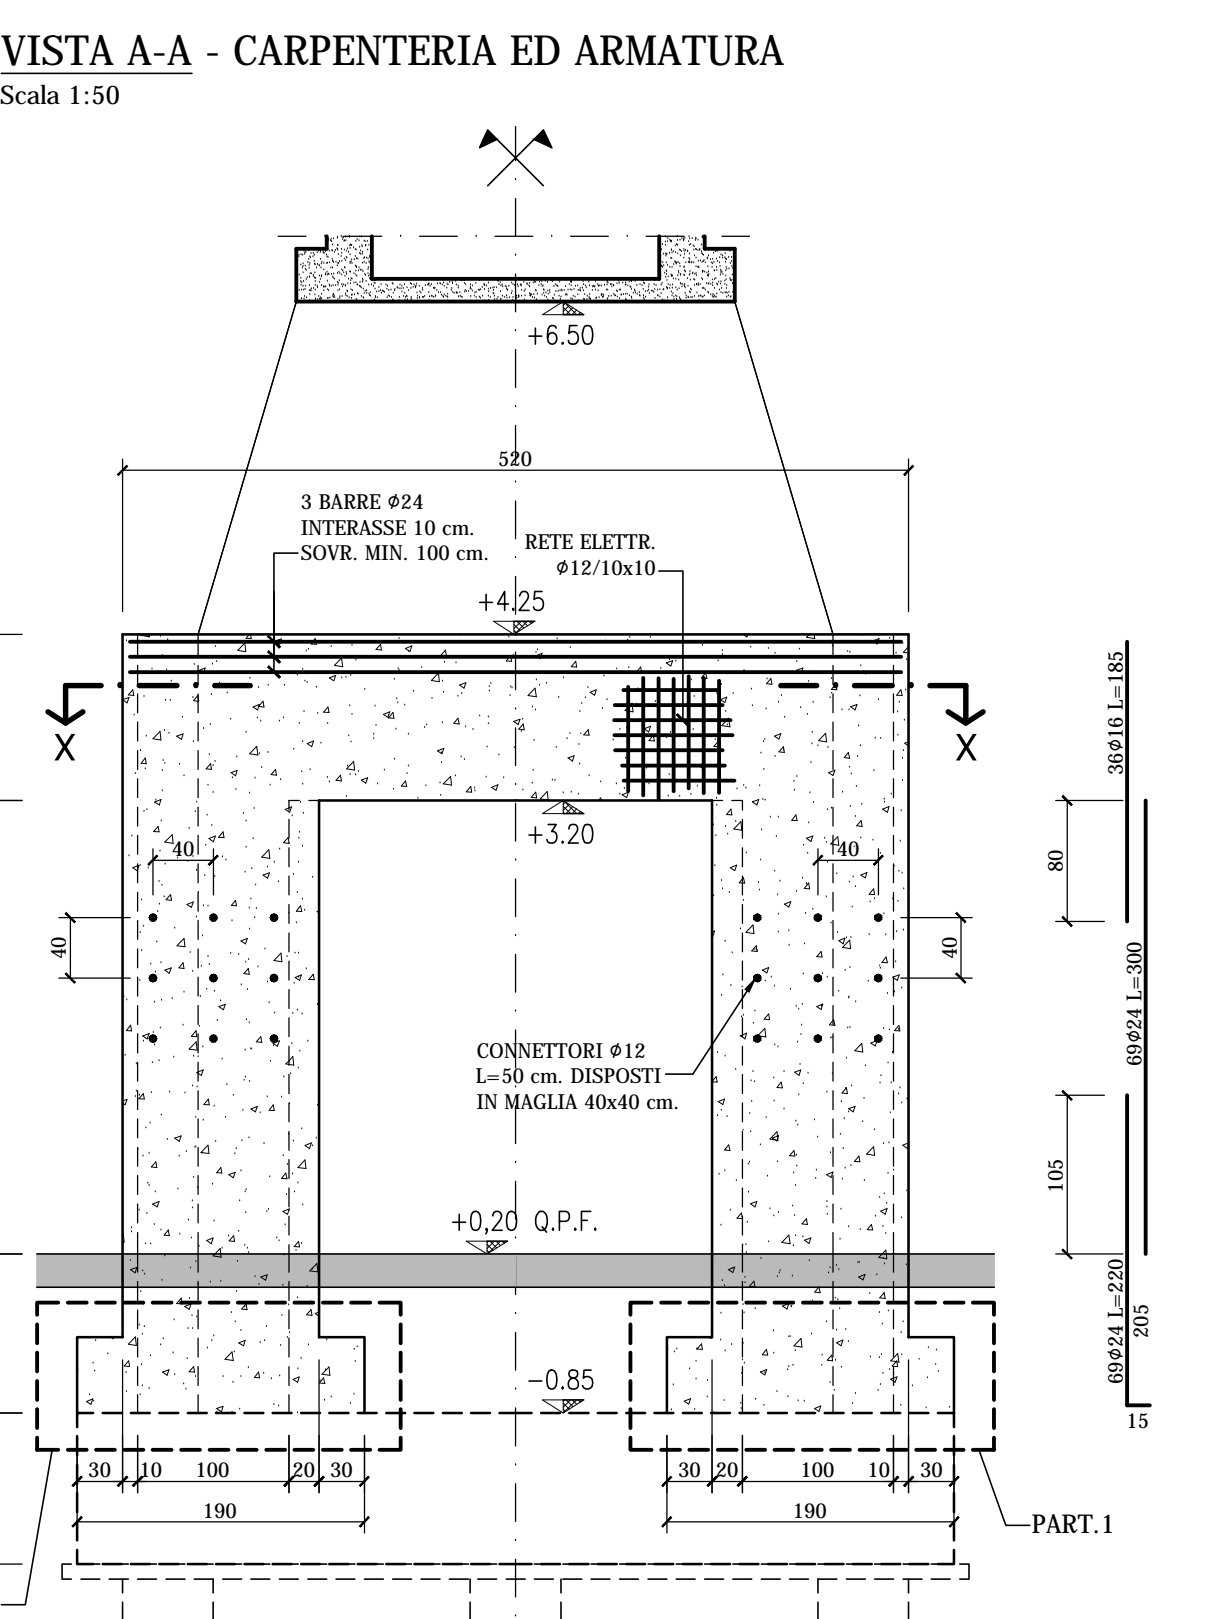 VISTA A-A - CARPENTERIA ED ARMATURA
Scala 1:50
+6.50
520
3 BARRE ϕ24
INTERASSE 10 cm.
SOVR. MIN. 100 cm.
RETE ELETTR.
ϕ12/10x10
+4.25
X
X
36ϕ16 L=185
+3.20
40
40
80
40
40
69ϕ24 L=300
CONNETTORI ϕ12
L=50 cm. DISPOSTI
IN MAGLIA 40x40 cm.
105
+0,20 Q.P.F.
69ϕ24 L=220
205
-0.85
15
30 10 100 20 30
30 20 100 10 30
190
190
PART.1